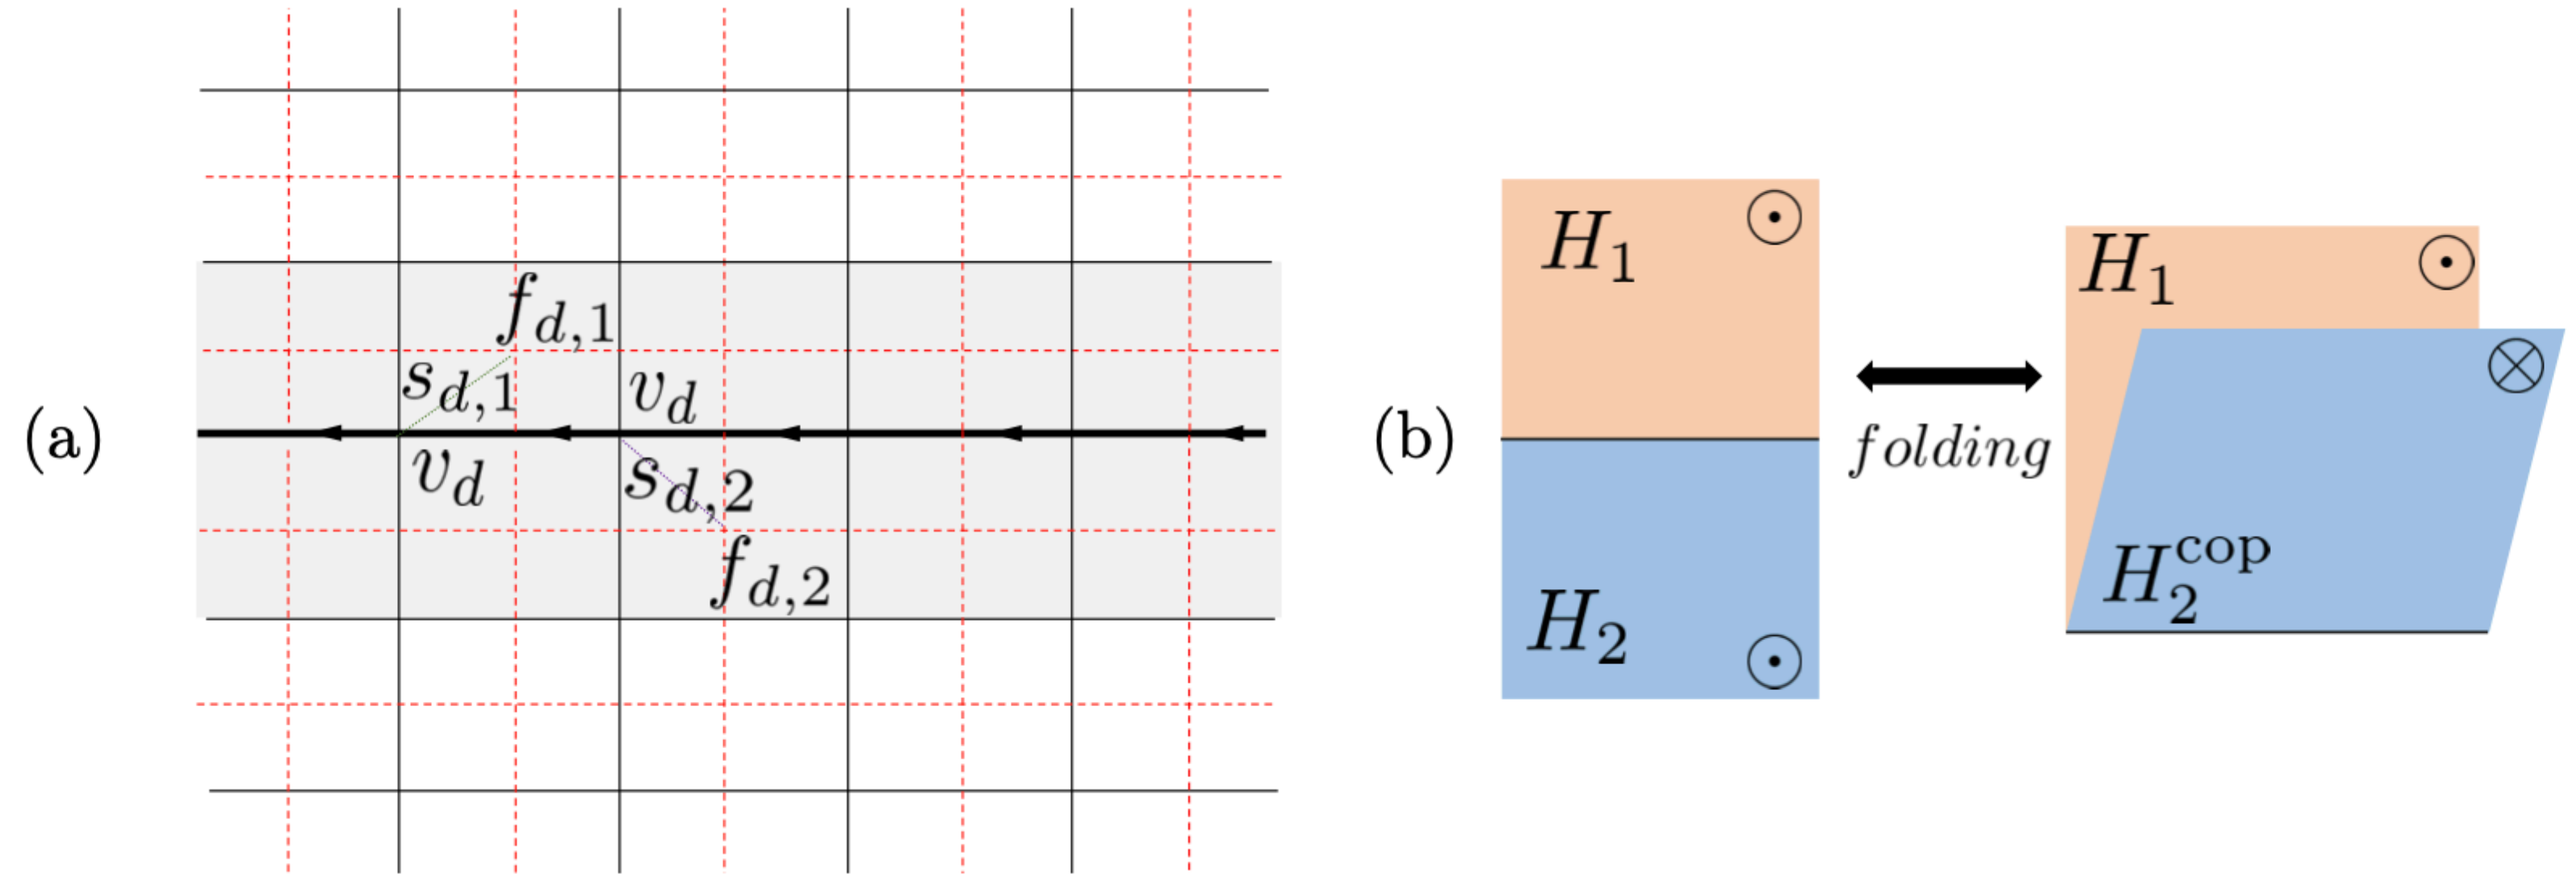 (a)
f_{d,1}
s_{d,1}
v_d
v_d
s_{d,2}
f_{d,2}
(b)
H_1
H_2
folding
H_1
H_2^{cop}